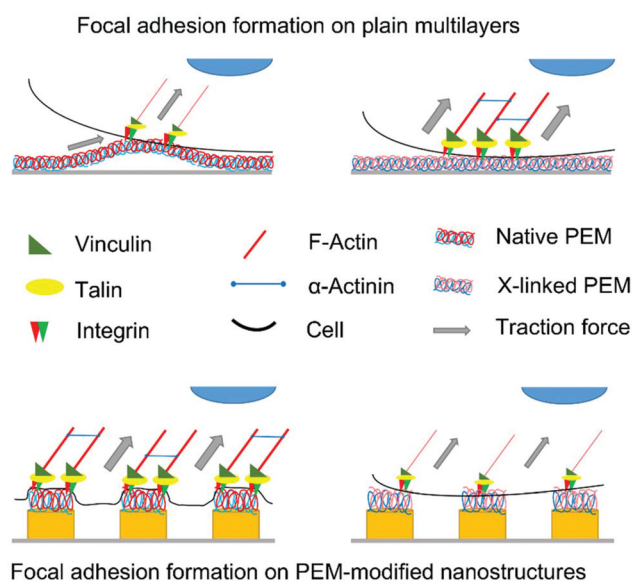 Focal adhesion formation on plain multilayers
Vinculin
F-Actin
Native PEM
Talin
α-Actinin
X-linked PEM
Integrin
Cell
Traction force
Focal adhesion formation on PEM-modified nanostructures